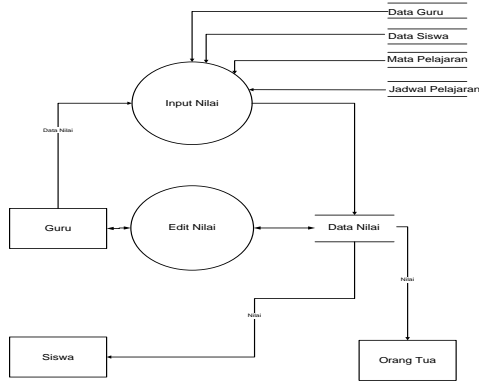 Data Guru
Data Siswa
Mata Pelajaran
Input Nilai
Jadwal Pelajaran
Data Nilai
Guru
Edit Nilai
Data Nilai
Nilai
Nilai
Siswa
Orang Tua